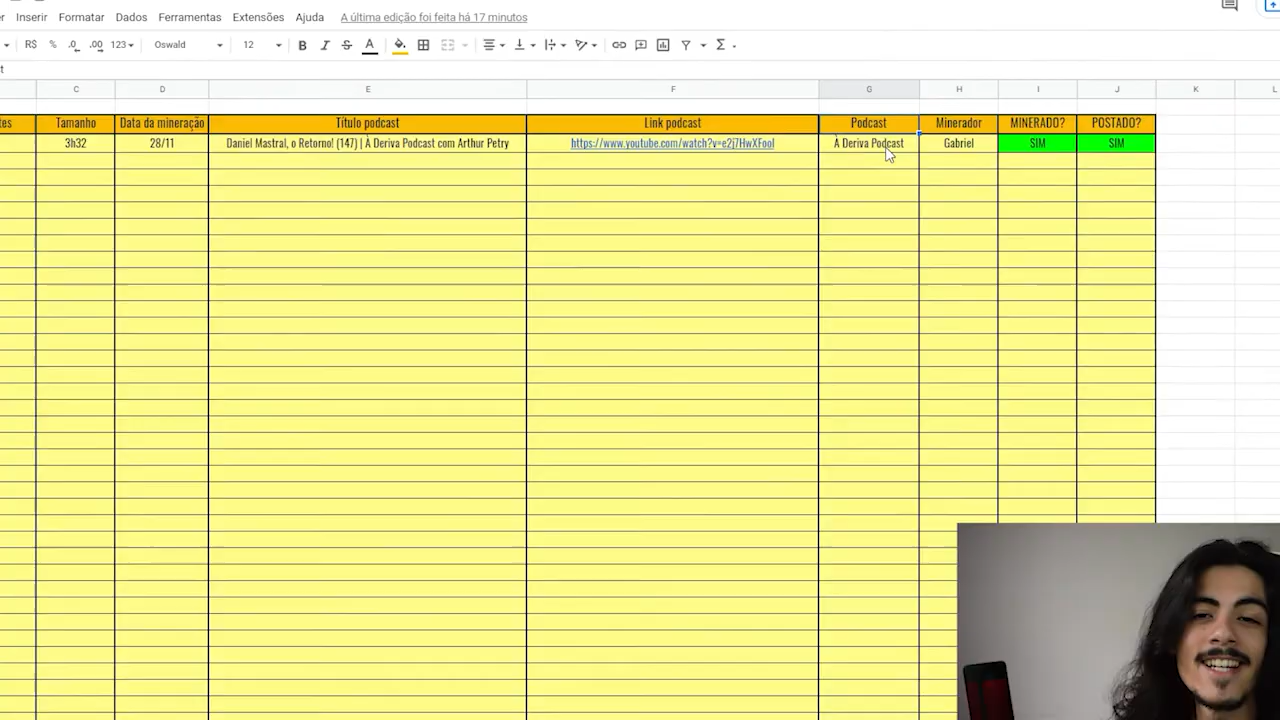 er Inserir Formatar Dados Ferramentas Extensões Ajuda A última edição foi feita há 17 minutos
R$ % .0 .00 123 Oswald 12 B I S A Σ
t
C D E F G H I J K L
tes Tamanho Data da mineração Título podcast Link podcast Podcast Minerador MINERADO? POSTADO?
3h32 28/11 Daniel Mastral, o Retorno! (147) | À Deriva Podcast com Arthur Petry https://www.youtube.com/watch?v=e2j7HwXFooI À Deriva Podcast Gabriel SIM SIM